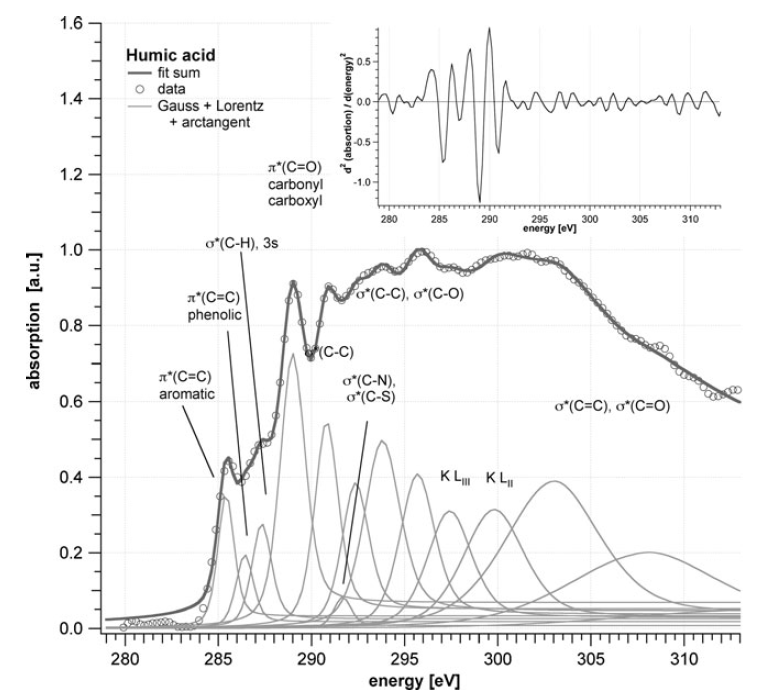 Humic acid
fit sum
data
Gauss + Lorentz
+ arctangent
π*(C=O)
carbonyl
carboxyl
σ*(C-H), 3s
π*(C=C)
phenolic
π*(C=C)
aromatic
σ*(C-C), σ*(C-O)
*(C-C)
σ*(C-N),
σ*(C-S)
σ*(C=C), σ*(C=O)
K LIII
K LII
absorption [a.u.]
1.6
1.4
1.2
1.0
0.8
0.6
0.4
0.2
0.0
280 285 290 295 300 305 310
energy [eV]
d² (absortion) / d(energy)²
0.5
0.0
-0.5
-1.0
280 285 290 295 300 305 310
energy [eV]